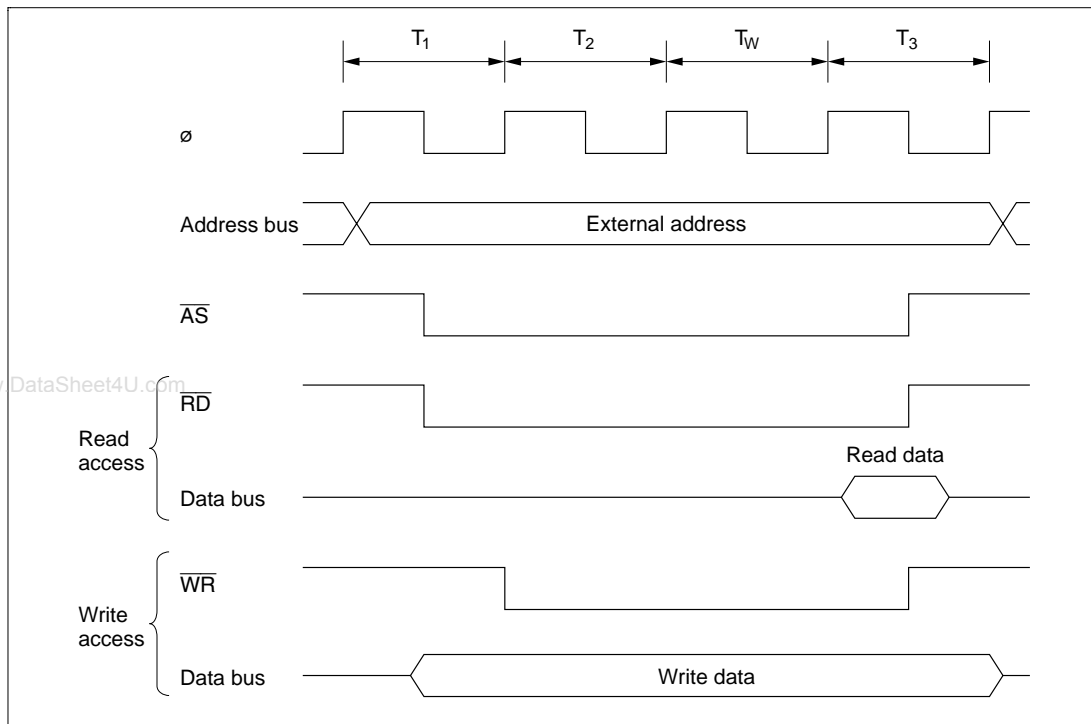 T1 T2 TW T3
ø
Address bus External address
AS
DataSheet4U.com
RD
Read access
Read data
Data bus
WR
Write access
Data bus Write data